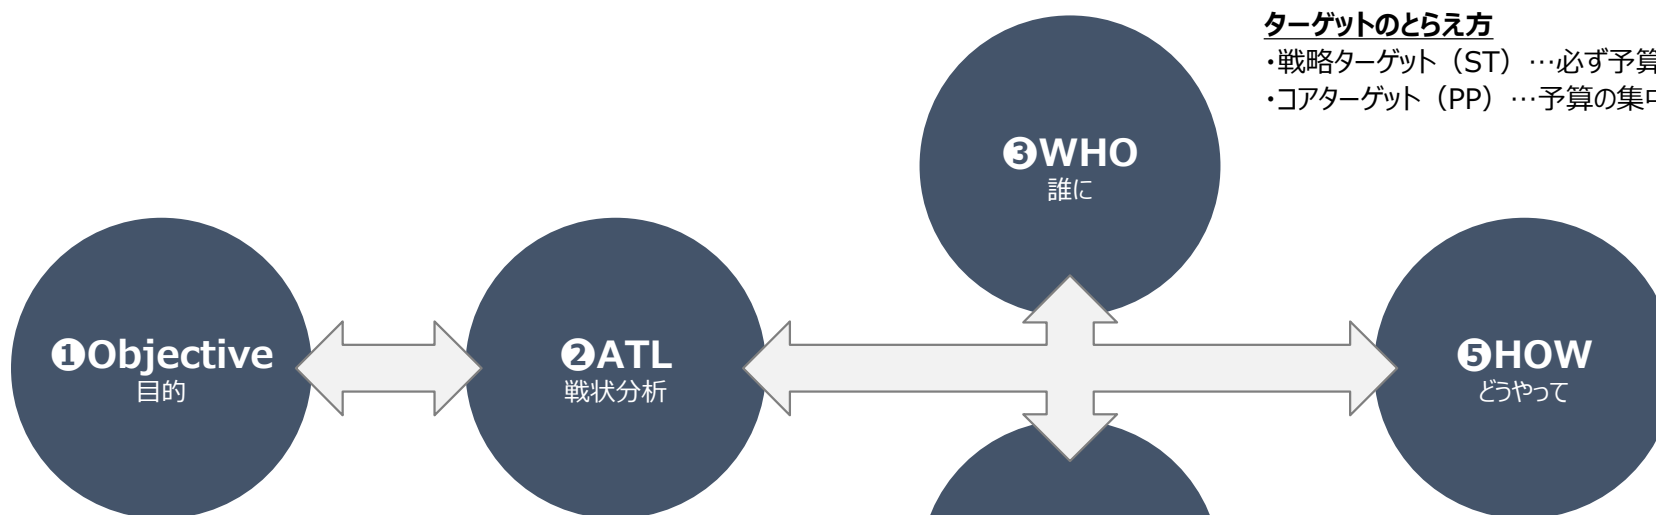 ターゲットのとらえ方
・戦略ターゲット（ST）…必ず予算
・コアターゲット（PP）…予算の集中
❸WHO
誰に
❶Objective
目的
❷ATL
戦状分析
❺HOW
どうやって